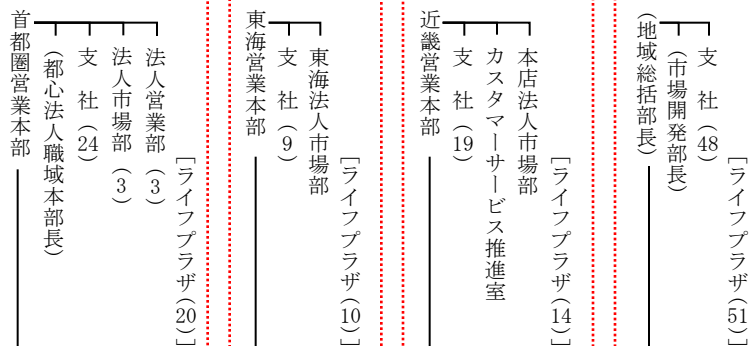 ［ライフプラザ（51）］
支　社（48）
（市場開発部長）
（地域総括部長）
［ライフプラザ（14）］
本店法人市場部
カスタマーサービス推進室
支　社（19）
近畿営業本部
［ライフプラザ（10）］
東海法人市場部
支　社（9）
東海営業本部
［ライフプラザ（20）］
法人営業部（3）
法人市場部（3）
支　社（24）
（都心法人職域本部長）
首都圏営業本部